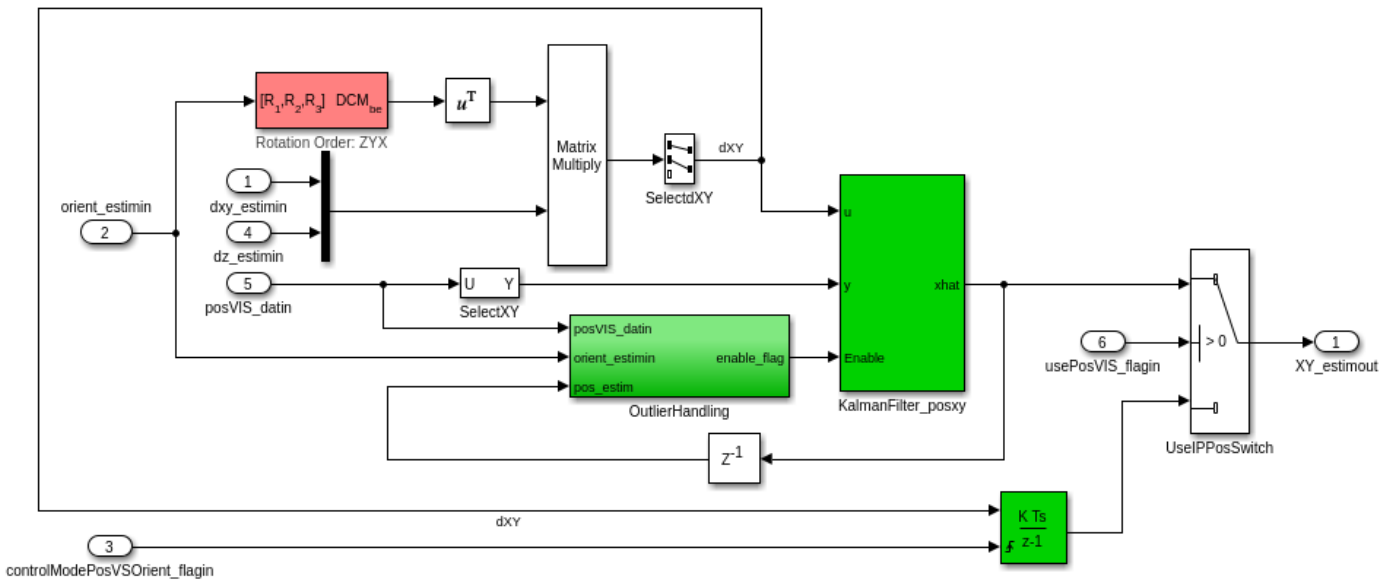 [R1,R2,R3] DCMbe
uT
Rotation Order: ZYX
Matrix
Multiply
dXY
SelectdXY
1
dxy_estimin
orient_estimin
2
4
dz_estimin
u
5
posVIS_datin
U Y
SelectXY
y
xhat
posVIS_datin
orient_estimin
enable_flag
pos_estim
OutlierHandling
Enable
KalmanFilter_posxy
6
usePosVIS_flagin
> 0
1
XY_estimout
UseIPPosSwitch
Z-1
dXY
K Ts
z-1
3
controlModePosVSOrient_flagin